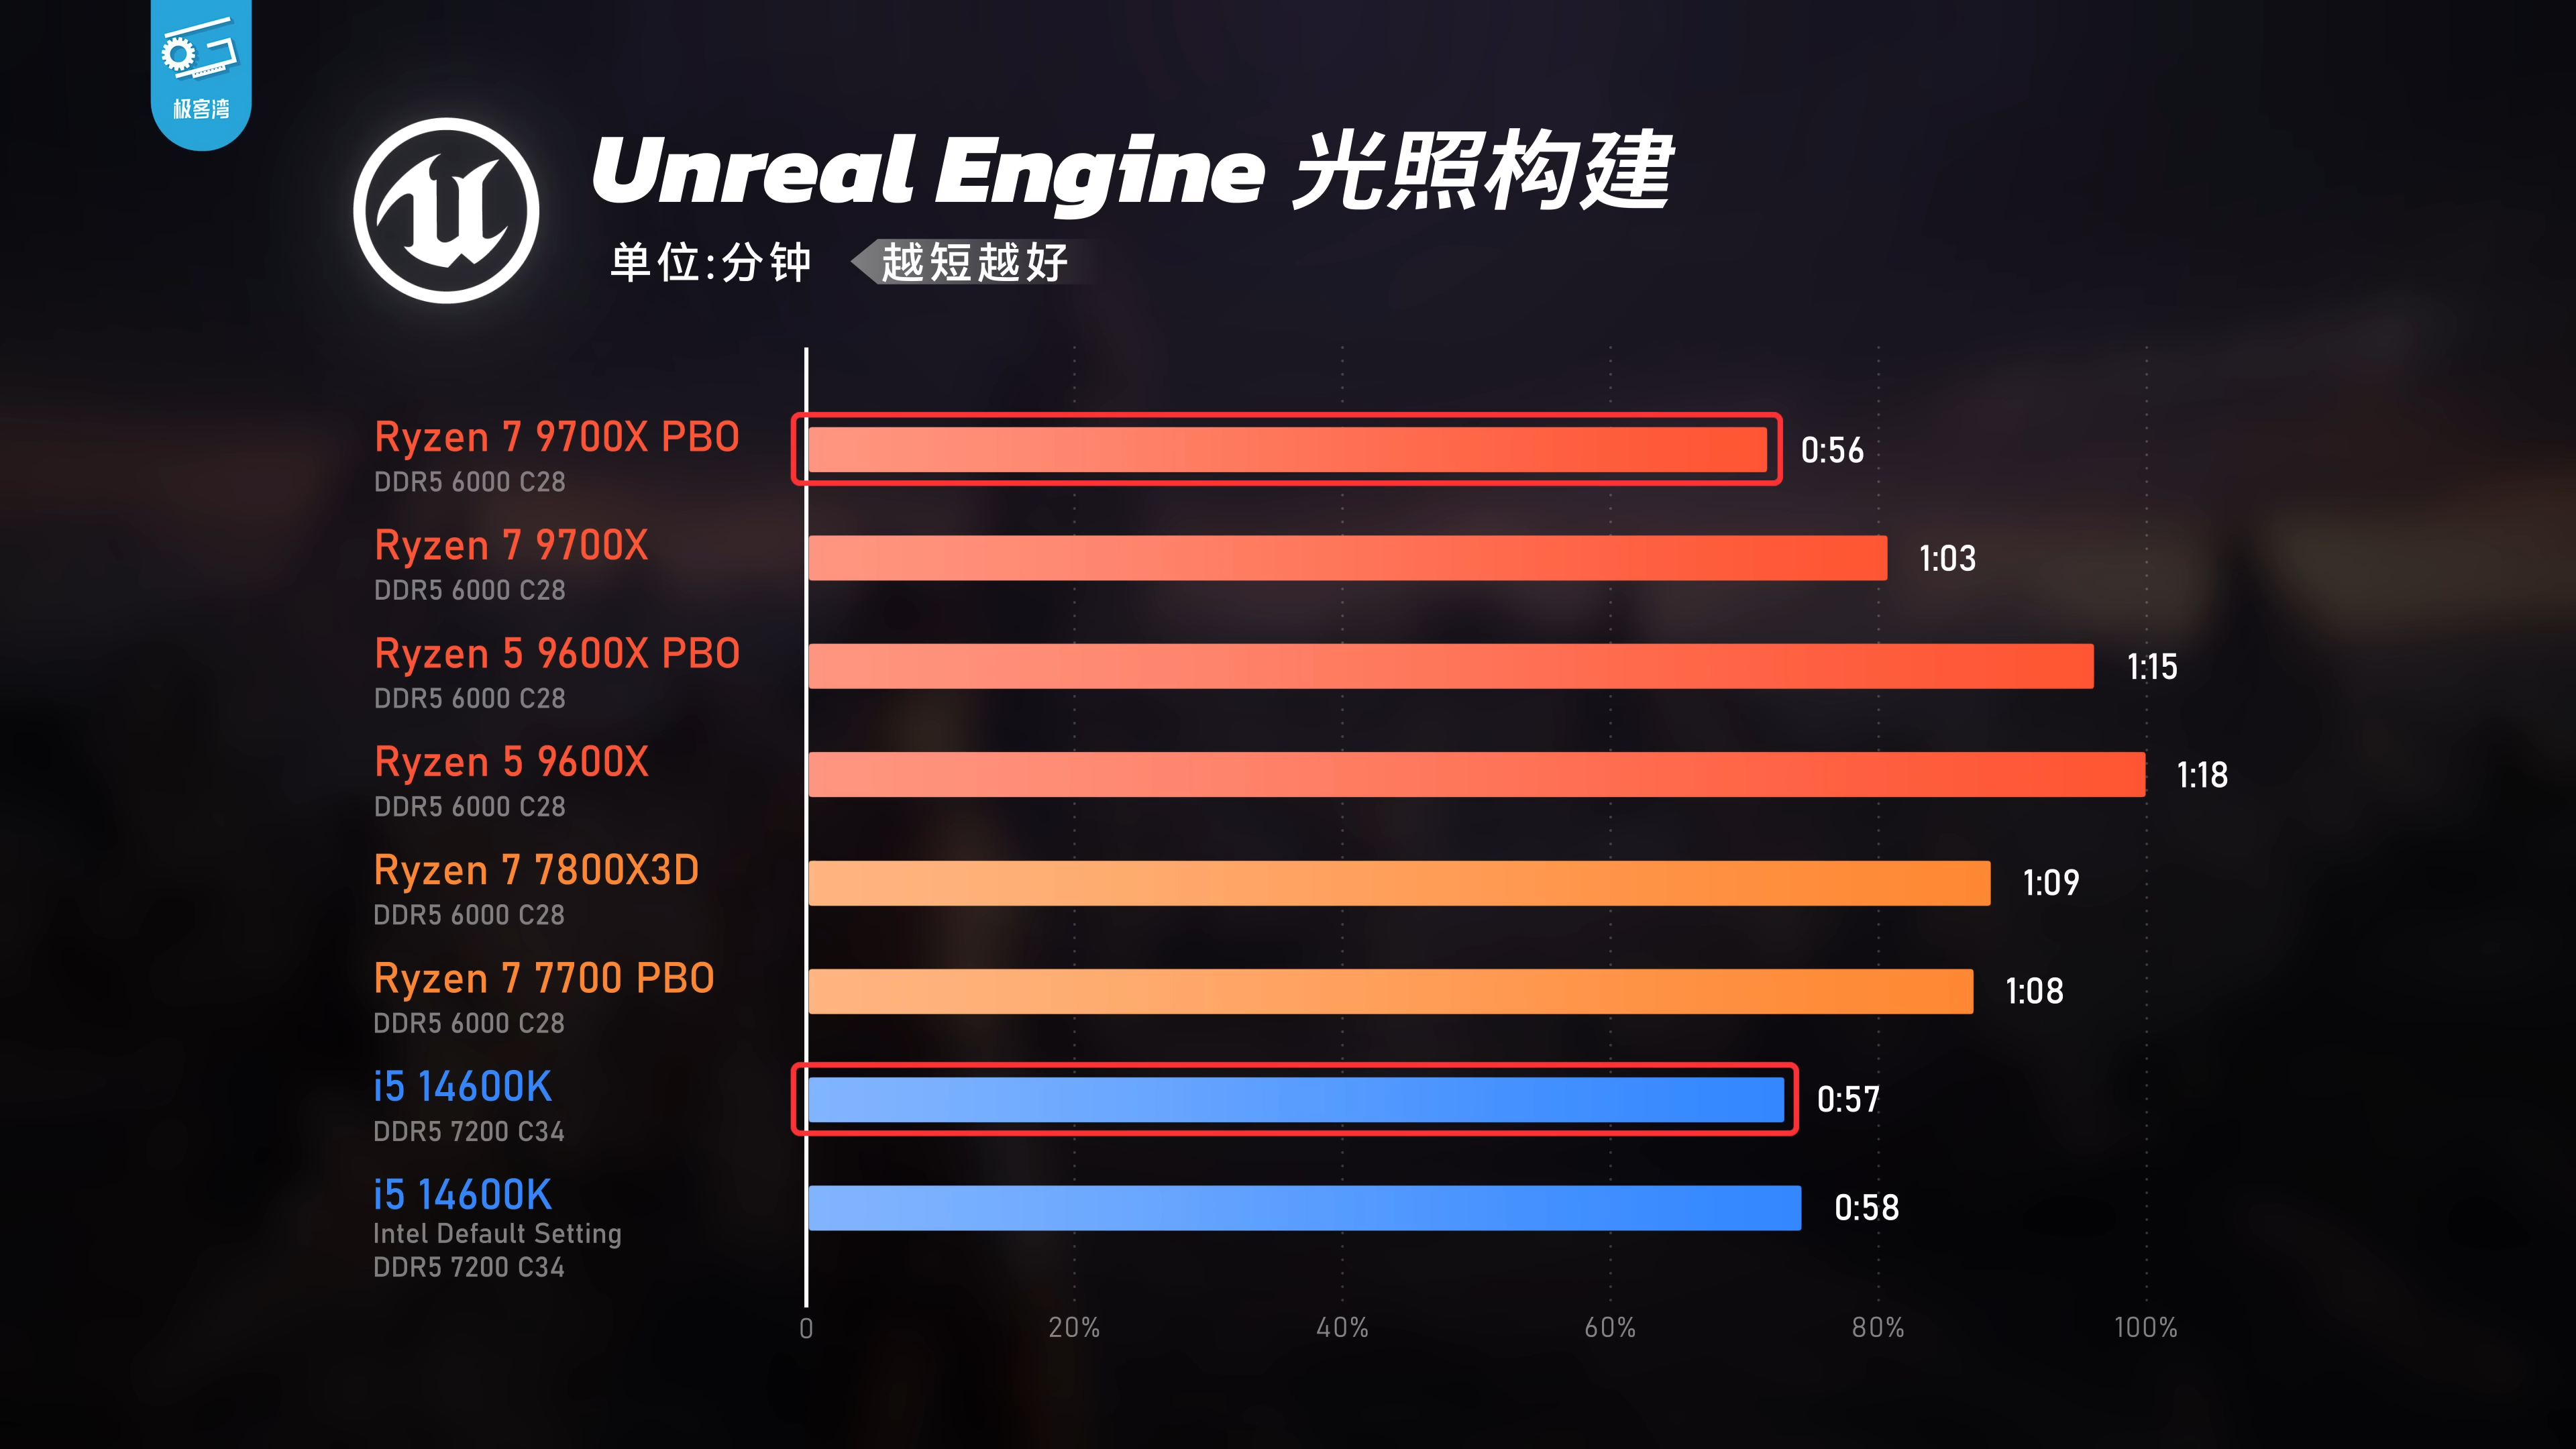 极客湾
Unreal Engine 光照构建
单位:分钟 越短越好
Ryzen 7 9700X PBO
DDR5 6000 C28
0:56
Ryzen 7 9700X
DDR5 6000 C28
1:03
Ryzen 5 9600X PBO
DDR5 6000 C28
1:15
Ryzen 5 9600X
DDR5 6000 C28
1:18
Ryzen 7 7800X3D
DDR5 6000 C28
1:09
Ryzen 7 7700 PBO
DDR5 6000 C28
1:08
i5 14600K
DDR5 7200 C34
0:57
i5 14600K
Intel Default Setting
DDR5 7200 C34
0:58
0 20% 40% 60% 80% 100%